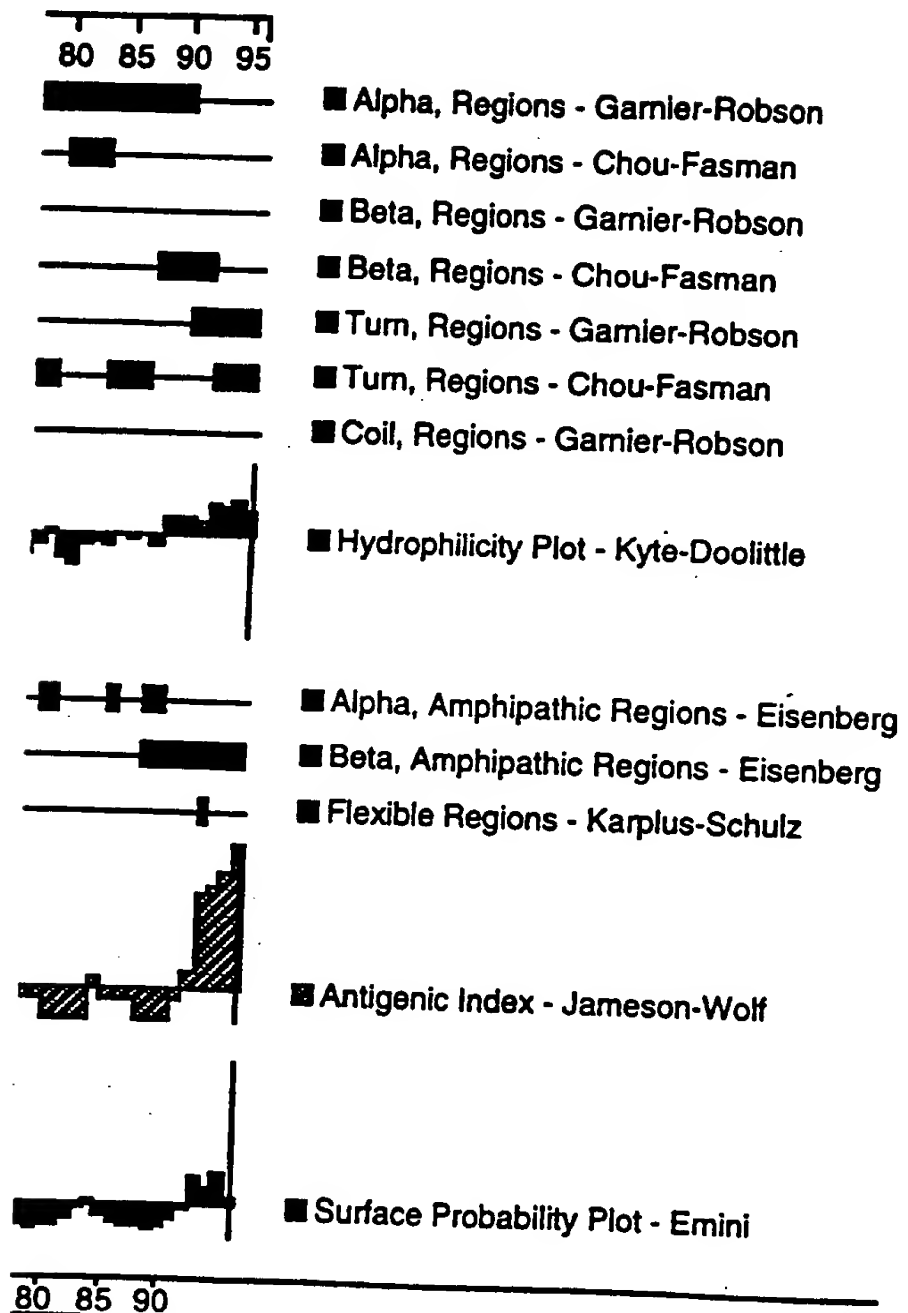 80 85 90 95
Alpha, Regions - Garnier-Robson
Alpha, Regions - Chou-Fasman
Beta, Regions - Garnier-Robson
Beta, Regions - Chou-Fasman
Turn, Regions - Garnier-Robson
Turn, Regions - Chou-Fasman
Coil, Regions - Garnier-Robson
Hydrophilicity Plot - Kyte-Doolittle
Alpha, Amphipathic Regions - Eisenberg
Beta, Amphipathic Regions - Eisenberg
Flexible Regions - Karplus-Schulz
Antigenic Index - Jameson-Wolf
Surface Probability Plot - Emini
80 85 90